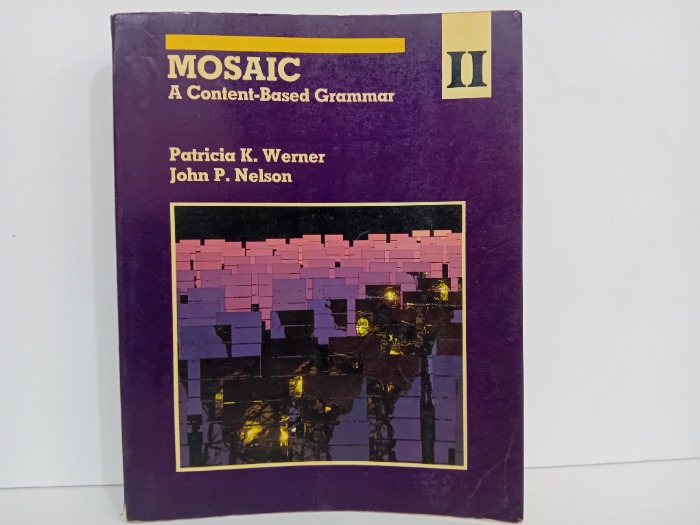 II
MOSAIC
A Content-Based Grammar
Patricia K. Werner
John P. Nelson